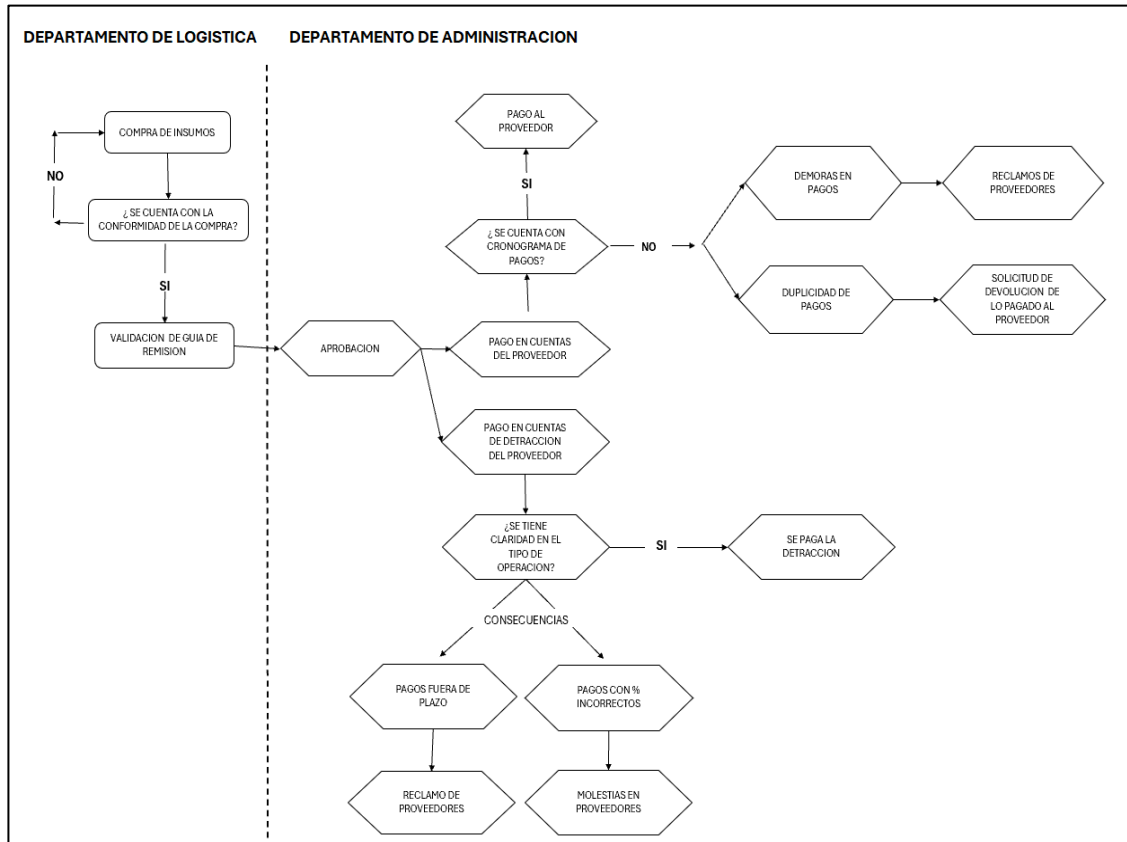 DEPARTAMENTO DE LOGISTICA
DEPARTAMENTO DE ADMINISTRACION
COMPRA DE INSUMOS
NO
¿ SE CUENTA CON LA
CONFORMIDAD DE LA COMPRA?
SI
VALIDACION DE GUIA DE
REMISION
APROBACION
PAGO AL
PROVEEDOR
SI
¿ SE CUENTA CON
CRONOGRAMA DE
PAGOS?
NO
DEMORAS EN
PAGOS
RECLAMOS DE
PROVEEDORES
DUPLICIDAD DE
PAGOS
SOLICITUD DE
DEVOLUCION DE
LO PAGADO AL
PROVEEDOR
PAGO EN CUENTAS
DEL PROVEEDOR
PAGO EN CUENTAS
DE DETRACCION
DEL PROVEEDOR
¿SE TIENE
CLARIDAD EN EL
TIPO DE
OPERACION?
SI
SE PAGA LA
DETRACCION
CONSECUENCIAS
PAGOS FUERA DE
PLAZO
PAGOS CON %
INCORRECTOS
RECLAMO DE
PROVEEDORES
MOLESTIAS EN
PROVEEDORES